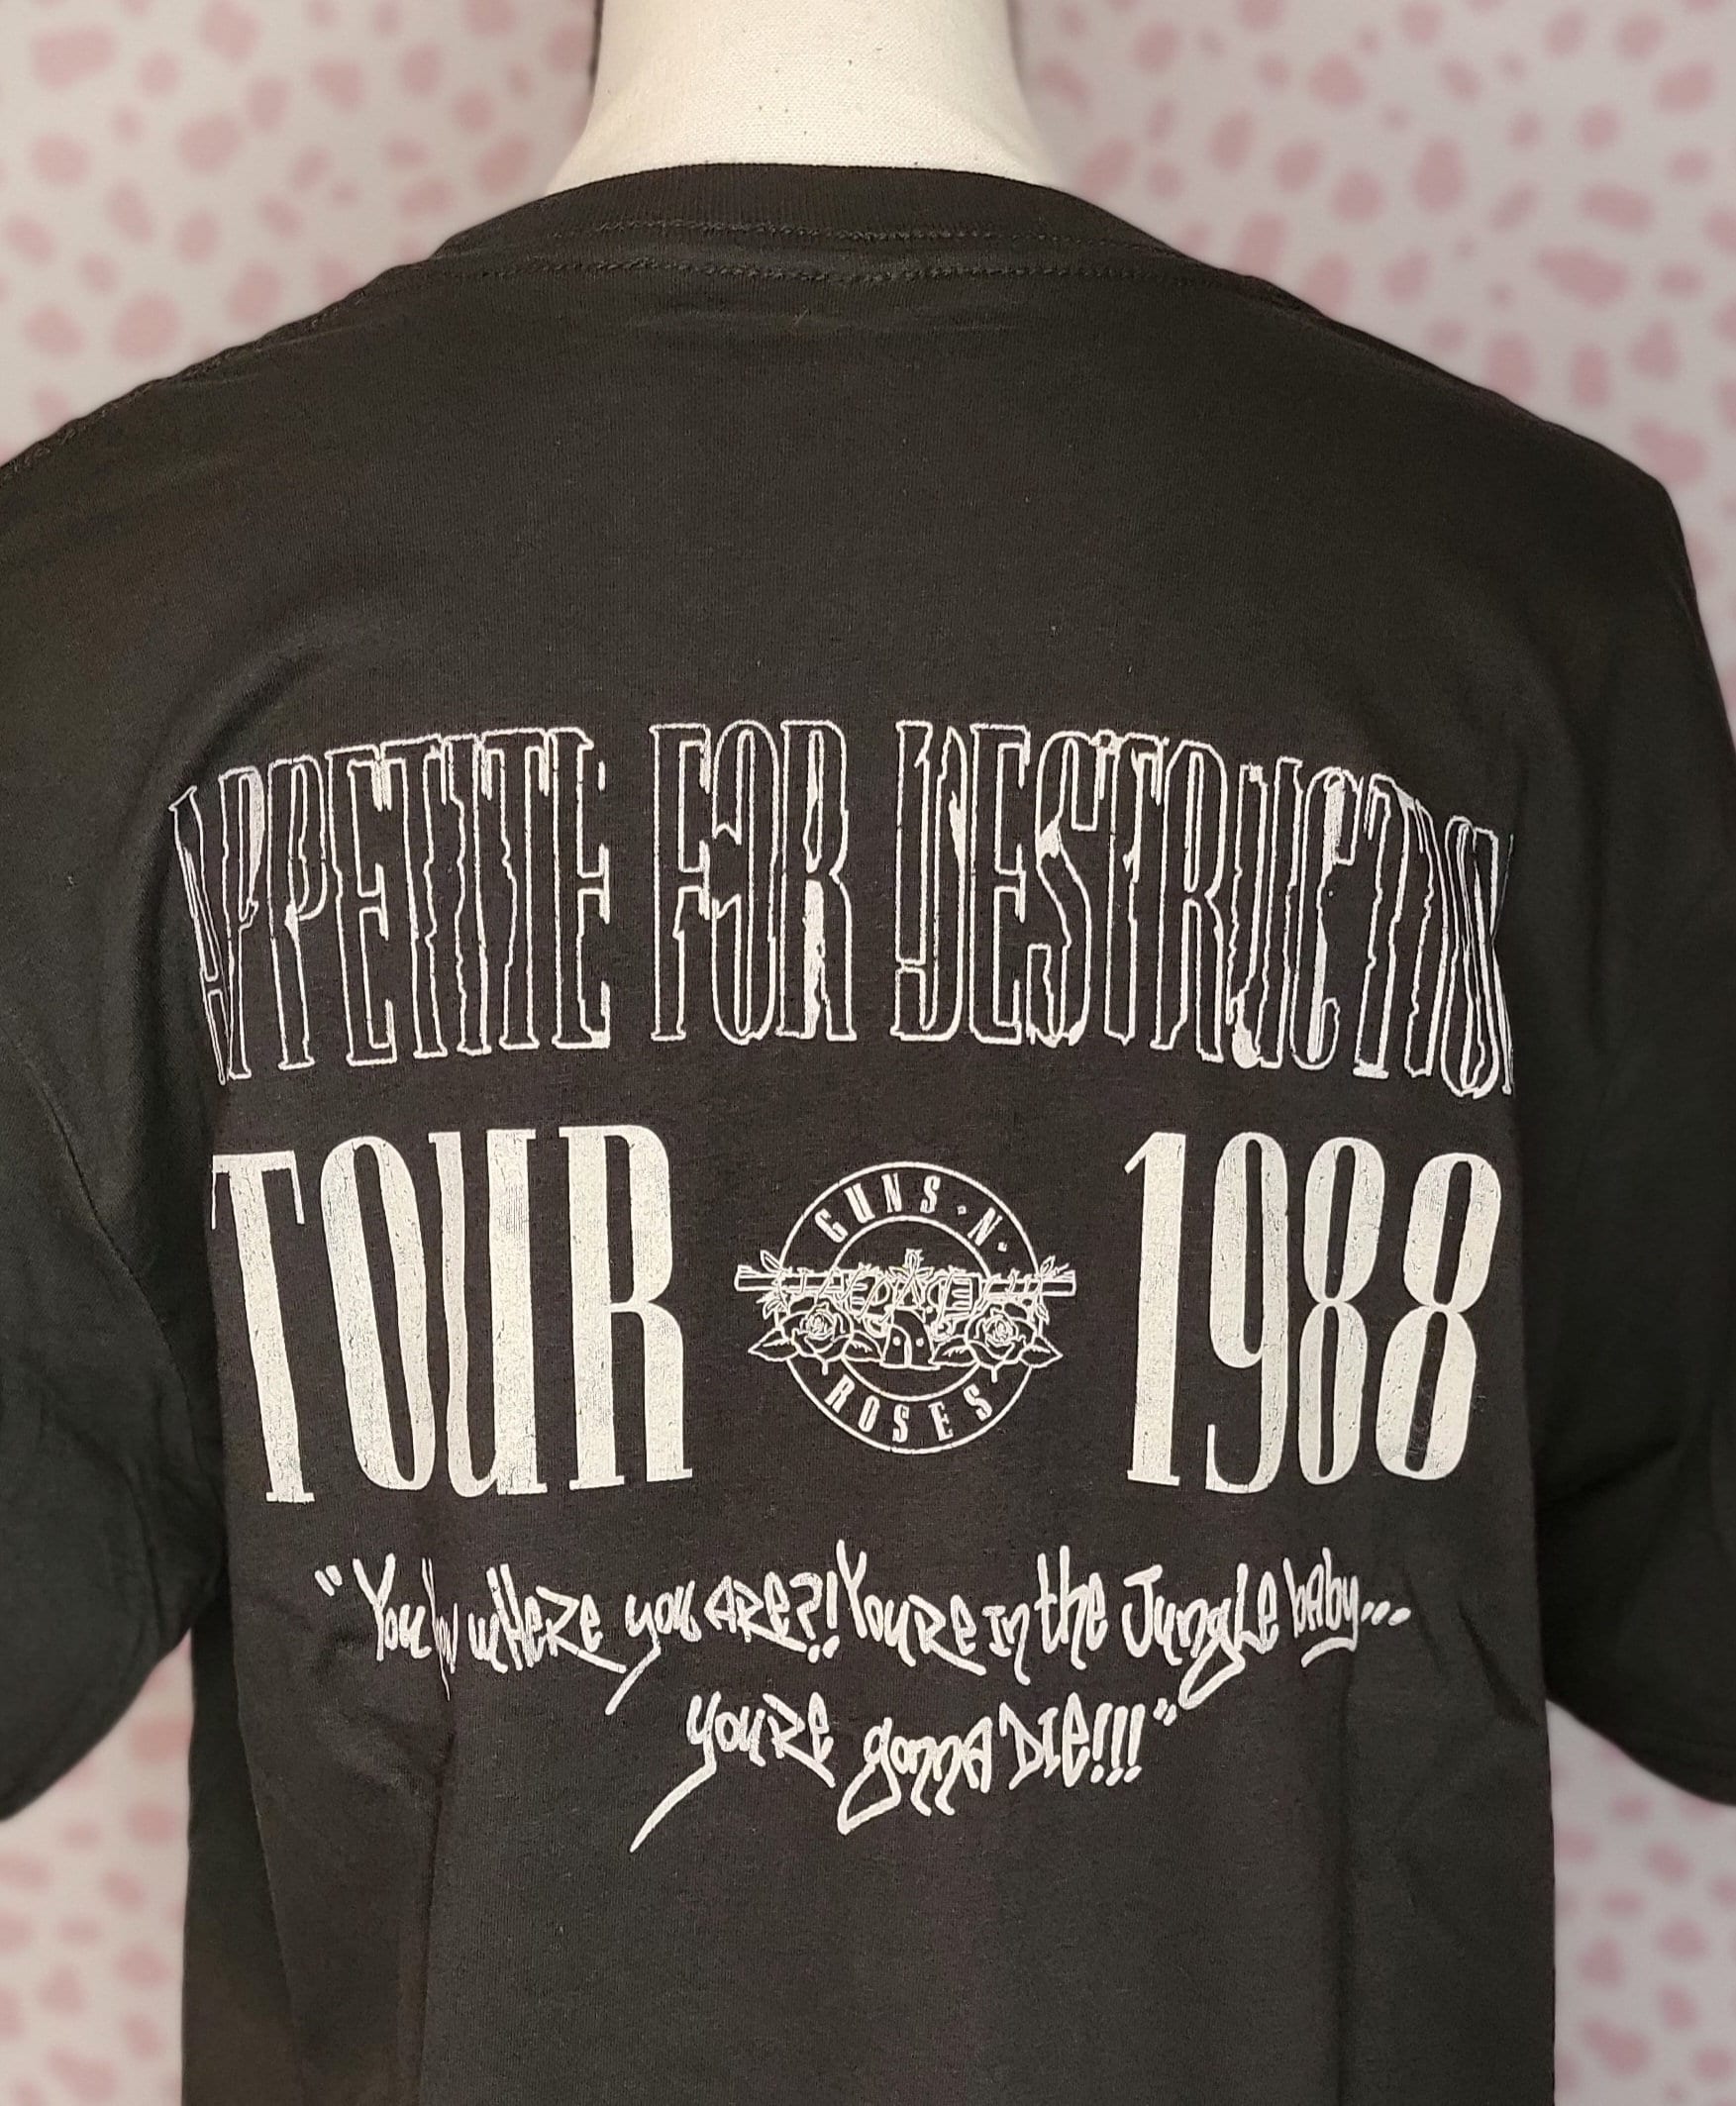 APPETITE FOR DESTRUCTION
TOUR
GUNS N'
ROSES
1988
"You where you ARE?! You're in the Jungle baby...
you're gonna DIE!!!"